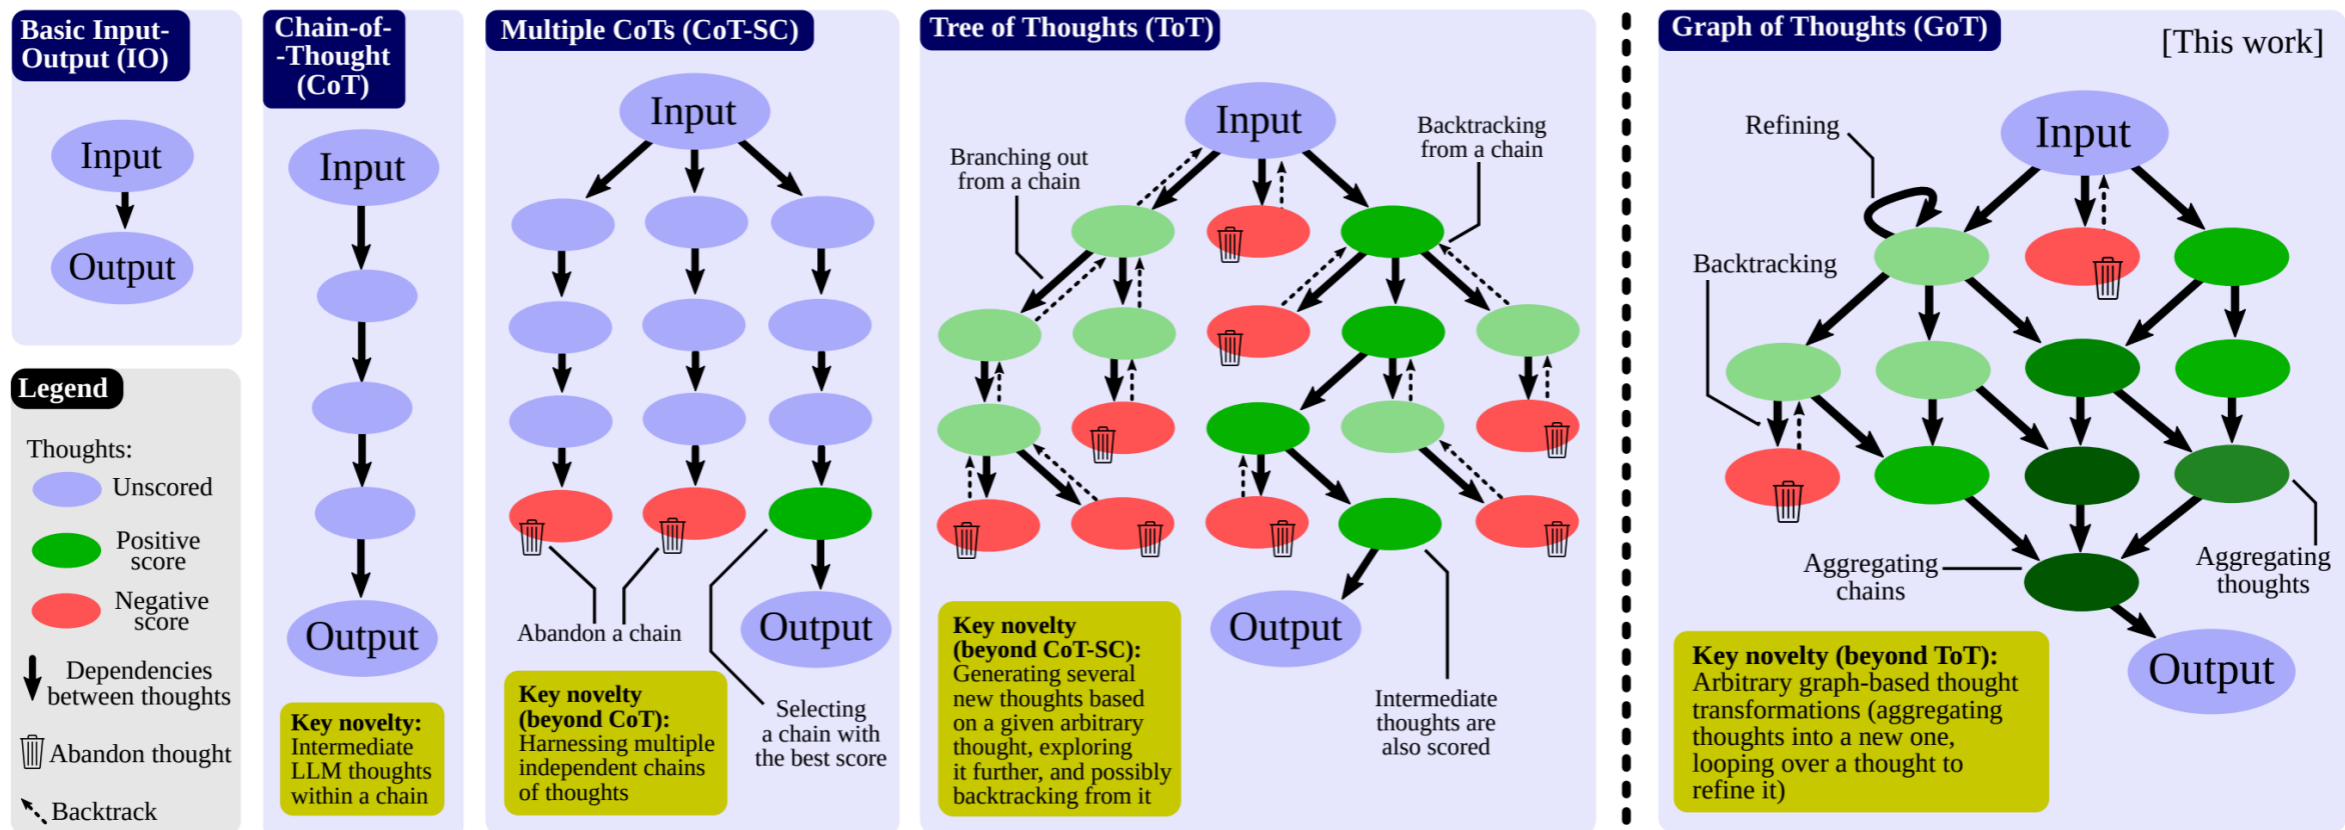 Basic Input-
Output (IO)
Input
Output
Legend
Thoughts:
Unscored
Positive
score
Negative
score
Dependencies
between thoughts
Abandon thought
Backtrack
Chain-of-
-Thought
(CoT)
Input
Output
Key novelty:
Intermediate
LLM thoughts
within a chain
Multiple CoTs (CoT-SC)
Input
Abandon a chain
Output
Key novelty
(beyond CoT):
Harnessing multiple
independent chains
of thoughts
Selecting
a chain with
the best score
Tree of Thoughts (ToT)
Input
Branching out
from a chain
Backtracking
from a chain
Output
Key novelty
(beyond CoT-SC):
Generating several
new thoughts based
on a given arbitrary
thought, exploring
it further, and possibly
backtracking from it
Intermediate
thoughts are
also scored
Graph of Thoughts (GoT)
[This work]
Refining
Input
Backtracking
Aggregating
chains
Aggregating
thoughts
Output
Key novelty (beyond ToT):
Arbitrary graph-based thought
transformations (aggregating
thoughts into a new one,
looping over a thought to
refine it)